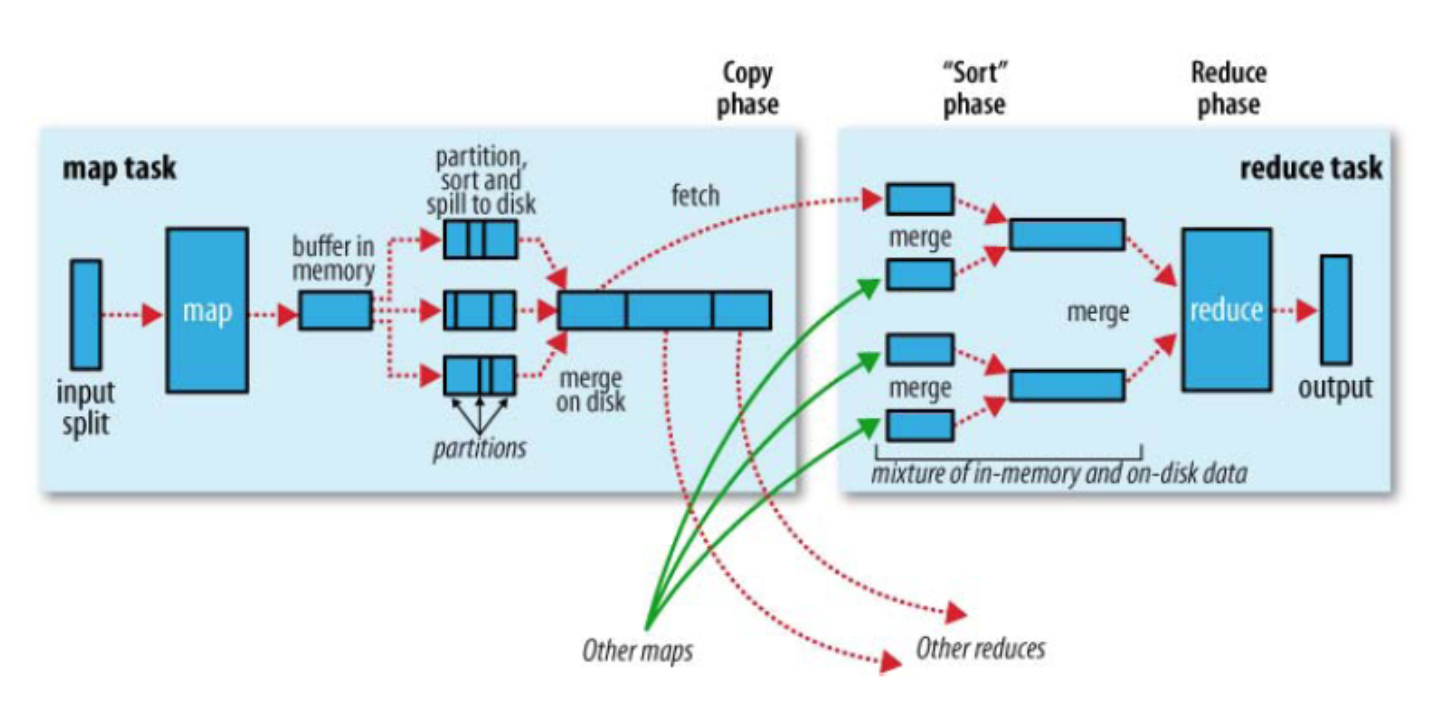 Copy
phase
“Sort”
phase
Reduce
phase
map task
partition,
sort and
spill to disk
fetch
buffer in
memory
map
input
split
merge
on disk
partitions
reduce task
merge
merge
merge
reduce
output
mixture of in-memory and on-disk data
Other maps
Other reduces